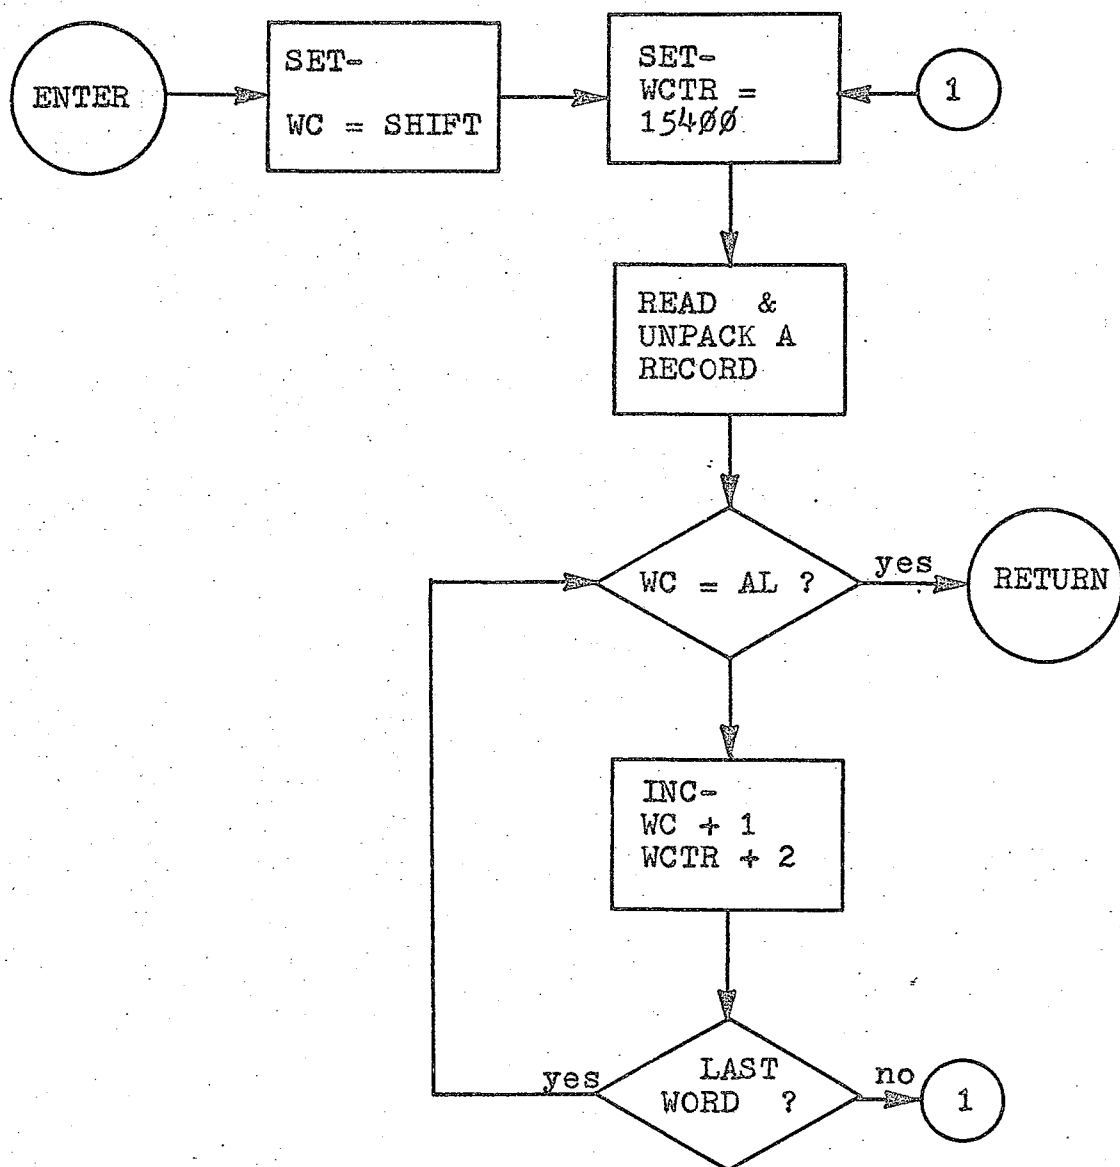 ENTER
SET-
WC = SHIFT
SET-
WCTR =
154ØØ
1
READ &
UNPACK A
RECORD
WC = AL ?
yes
RETURN
INC-
WC + 1
WCTR + 2
yes
LAST
WORD ?
no
1